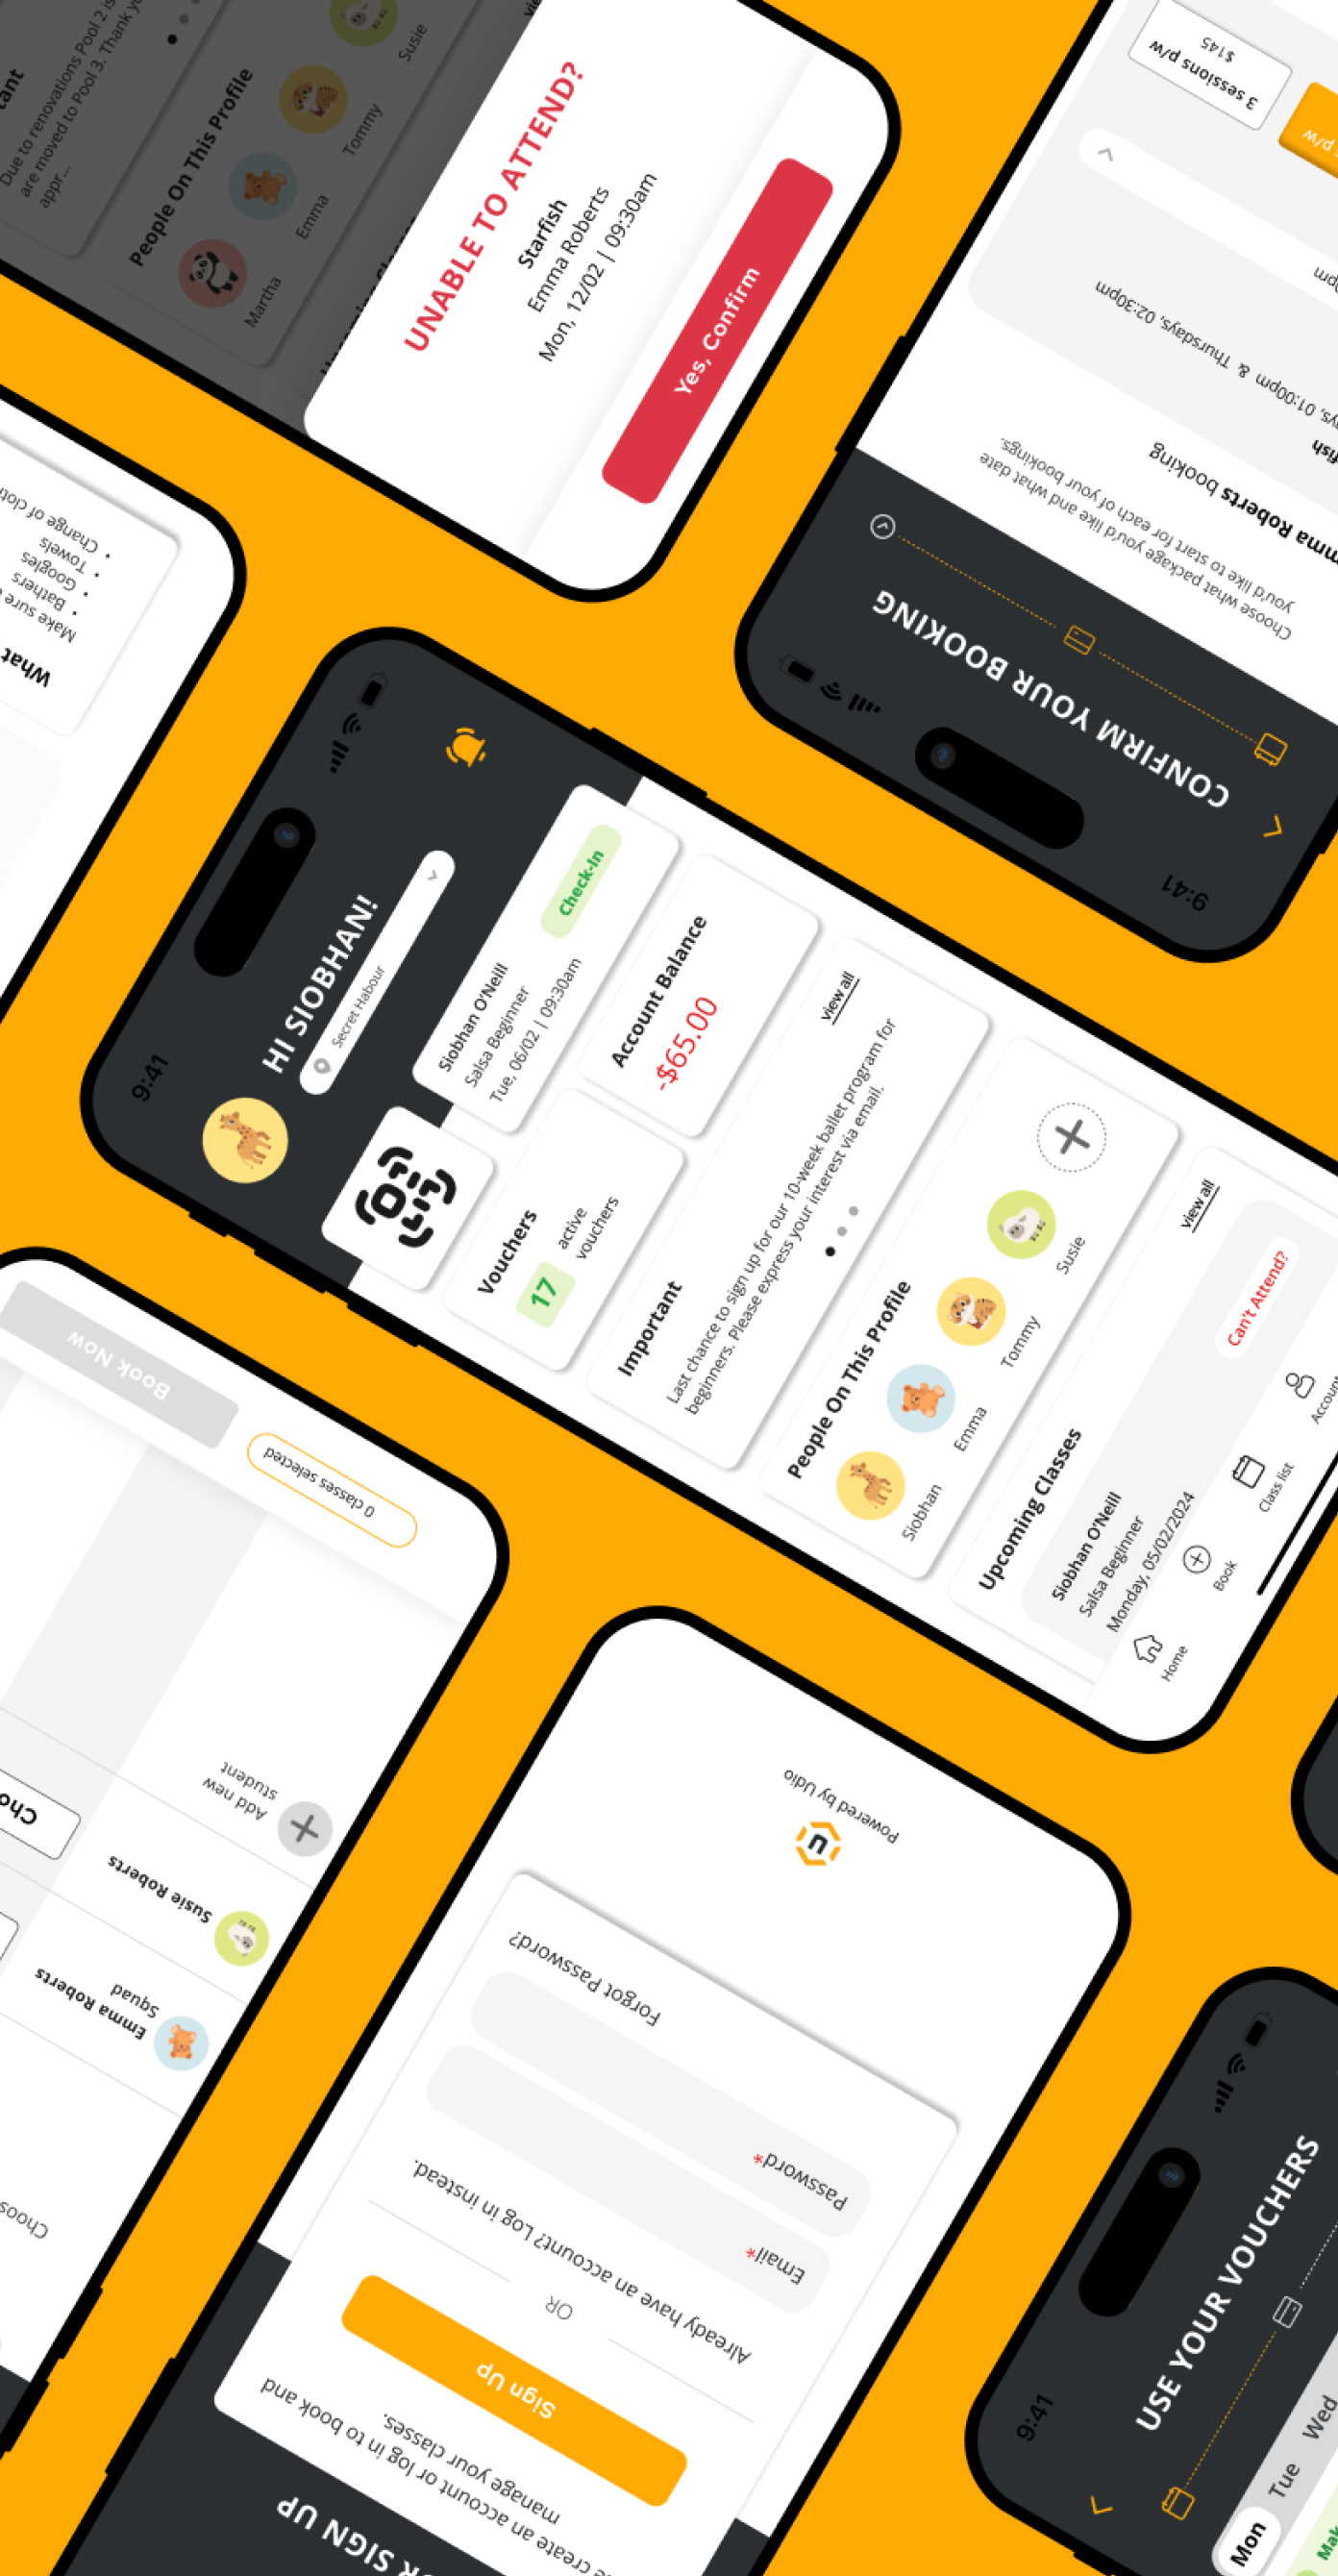 Due to renovations Pool 2 is
are moved to Pool 3. Thank you
appr...
People On This Profile
Martha
Emma
Tommy
Susie
UNABLE TO ATTEND?
Starfish
Emma Roberts
Mon, 12/02 | 09:30am
Yes, Confirm
9:41
CONFIRM YOUR BOOKING
Choose what package you'd like and what date
you'd like to start for each of your bookings.
Emma Roberts booking
01:00pm & Thursdays, 02:30pm
3 sessions p/w
$145
p/w
What
Make sure
• Bathers
• Goggles
• Towels
• Change of
9:41
HI SIOBHAN!
Secret Habour
Siobhan O'Neill
Salsa Beginner
Tue, 06/02 | 09:30am
Check-In
Vouchers
17
active
vouchers
Account Balance
-$65.00
Important
view all
Last chance to sign up for our 10-week ballet program for
beginners. Please express your interest via email.
People On This Profile
Siobhan
Emma
Tommy
Susie
Upcoming Classes
view all
Siobhan O'Neill
Salsa Beginner
Monday, 05/02/2024
Can't Attend?
Home
Book
Class list
Account
Emma Roberts
Squad
Susie Roberts
Add new
student
0 classes selected
Book Now
SIGN UP
create an account or log in to book and
manage your classes.
Sign Up
OR
Already have an account? Log in instead.
Email*
Password*
Forgot Password?
Powered by Udio
9:41
USE YOUR VOUCHERS
Mon
Tue
Wed